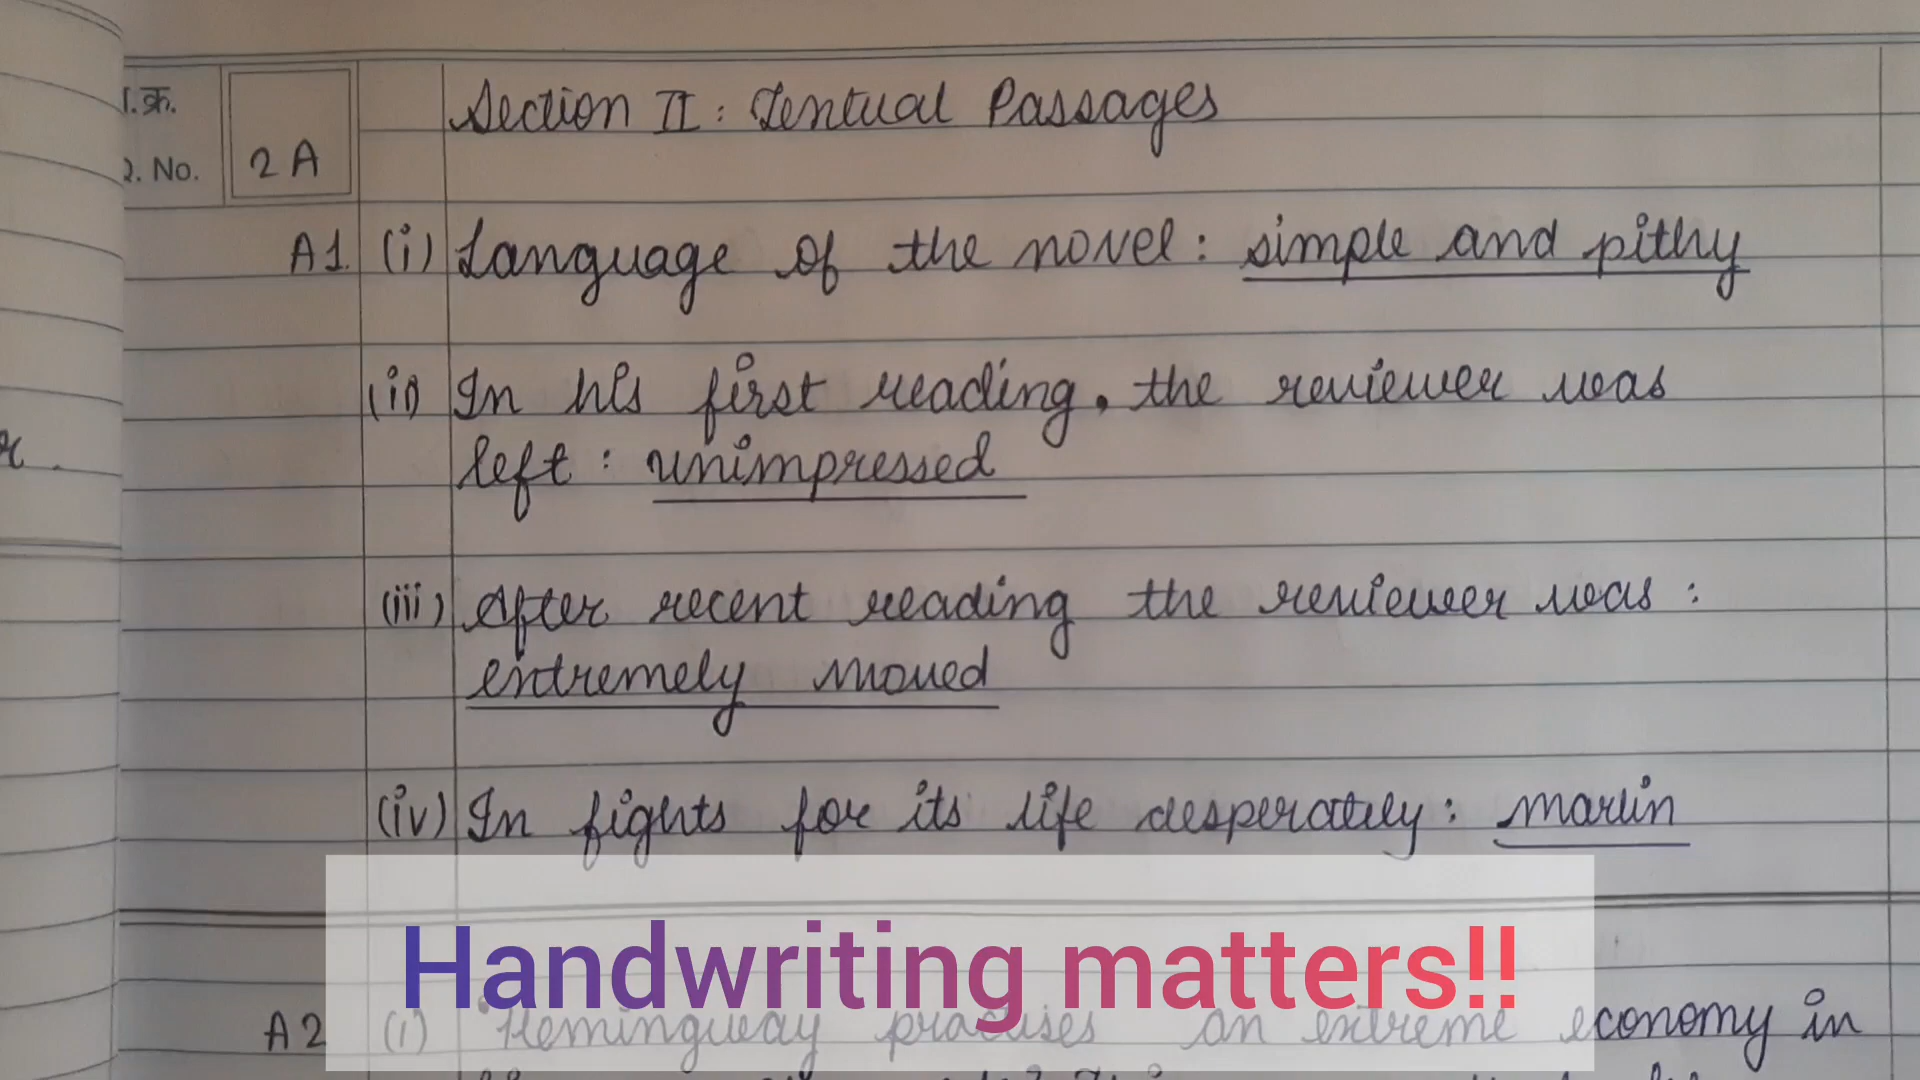 Section II : Textual Passages
प्र.क्र.
Q. No.
2 A
A1. (i) Language of the novel : simple and pithy
(ii) In his first reading, the reviewer was
left : unimpressed
(iii) After recent reading the reviewer was :
extremely moved
(iv) In fights for its life desperately : marlin
Handwriting matters!!
A2 (i) "Hemingway practises an extreme economy in